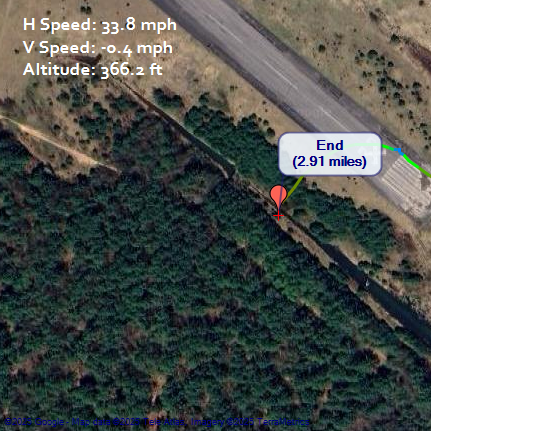 H Speed: 33.8 mph
V Speed: -0.4 mph
Altitude: 366.2 ft
End
(2.91 miles)